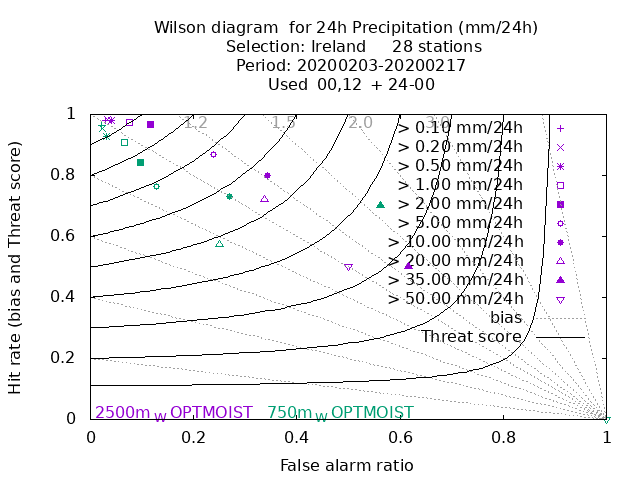 Wilson diagram  for 24h Precipitation (mm/24h)
Selection: Ireland     28 stations
Period: 20200203-20200217
Used  00,12  + 24-00
1.2 1.5 2.0 3.0
> 0.10 mm/24h
> 0.20 mm/24h
> 0.50 mm/24h
> 1.00 mm/24h
> 2.00 mm/24h
> 5.00 mm/24h
> 10.00 mm/24h
> 20.00 mm/24h
> 35.00 mm/24h
> 50.00 mm/24h
bias
Threat score
Hit rate (bias and Threat score)
1
0.8
0.6
0.4
0.2
0
2500m W OPTMOIST 750m W OPTMOIST
0 0.2 0.4 0.6 0.8 1
False alarm ratio